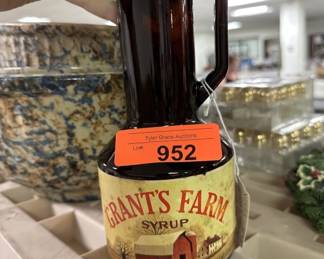 Tyler Grace Auctions
Lot# 952
GRANT'S FARM
SYRUP